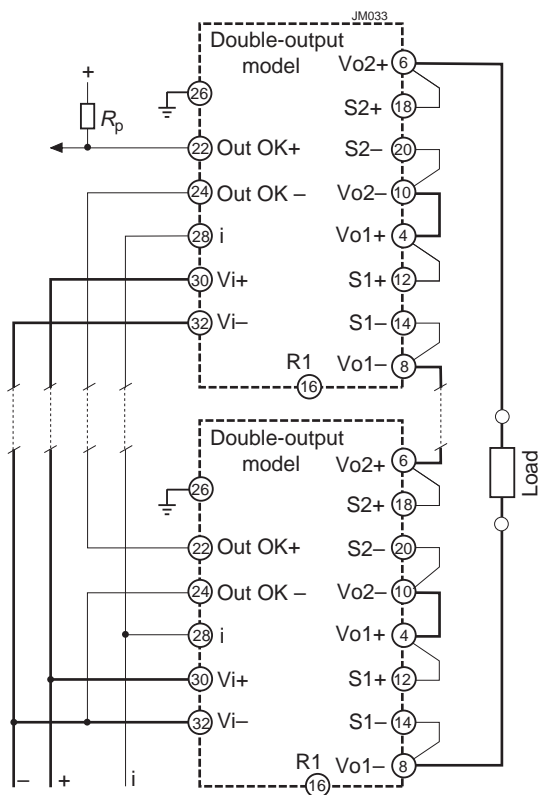 JM033
Double-output
model
Vo2+ 6
26
S2+ 18
+
Rp
22 Out OK+
S2– 20
24 Out OK –
Vo2– 10
28 i
Vo1+ 4
30 Vi+
S1+ 12
32 Vi–
S1– 14
R1
16
Vo1– 8
Double-output
model
Vo2+ 6
26
S2+ 18
Load
22 Out OK+
S2– 20
24 Out OK –
Vo2– 10
28 i
Vo1+ 4
30 Vi+
S1+ 12
32 Vi–
S1– 14
R1
16
Vo1– 8
– + i